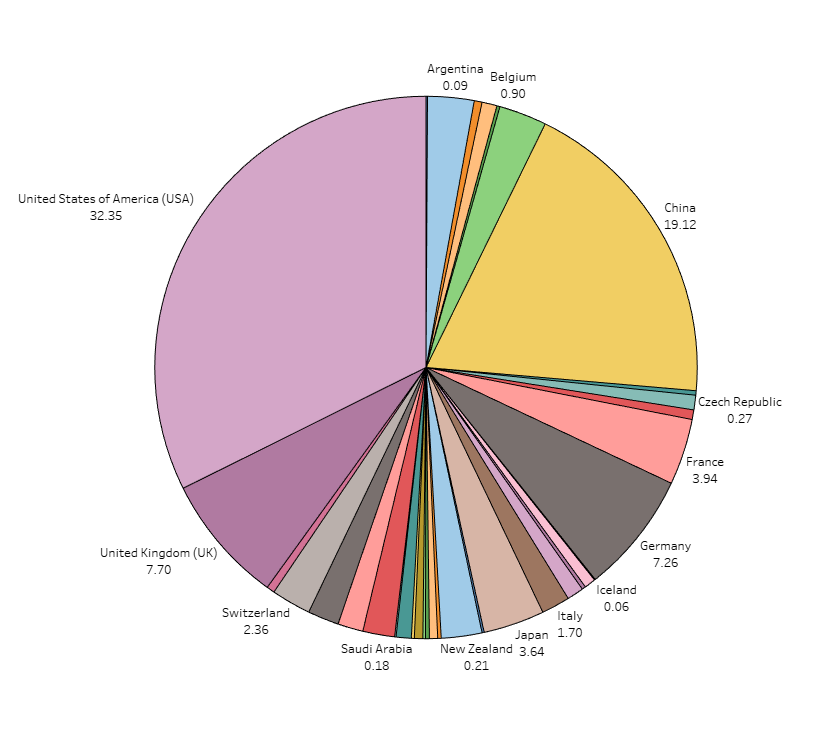 Argentina
0.09
Belgium
0.90
China
19.12
Czech Republic
0.27
France
3.94
Germany
7.26
Iceland
0.06
Italy
1.70
Japan
3.64
New Zealand
0.21
Saudi Arabia
0.18
Switzerland
2.36
United Kingdom (UK)
7.70
United States of America (USA)
32.35